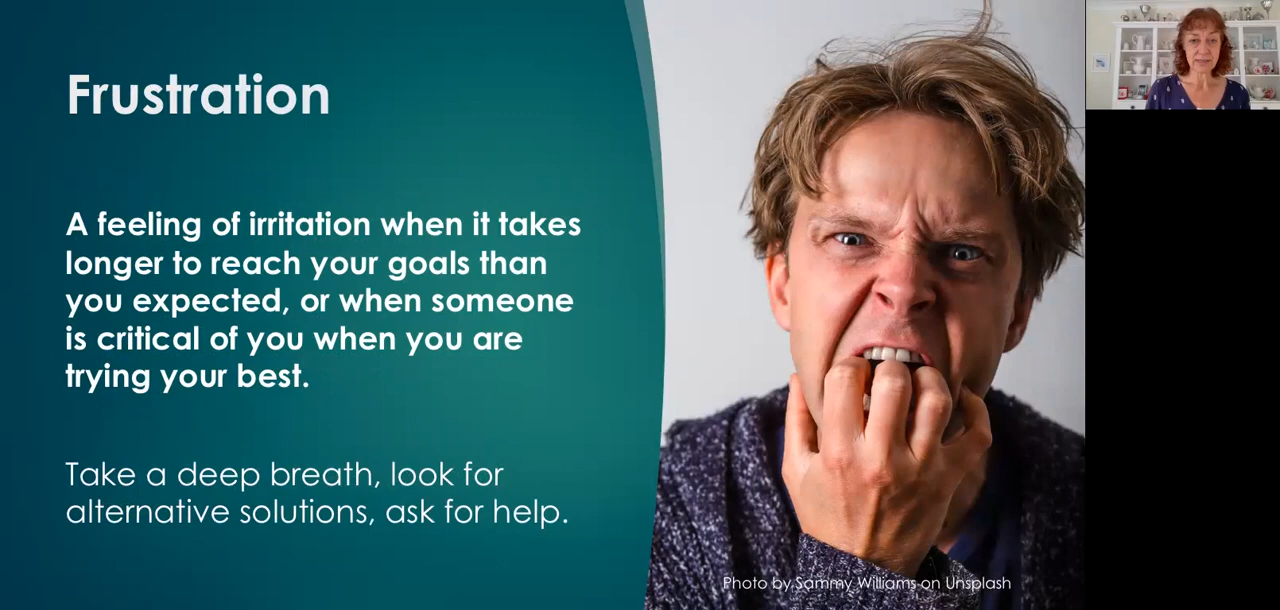 Frustration
A feeling of irritation when it takes
longer to reach your goals than
you expected, or when someone
is critical of you when you are
trying your best.
Take a deep breath, look for
alternative solutions, ask for help.
Photo by Sammy Williams on Unsplash